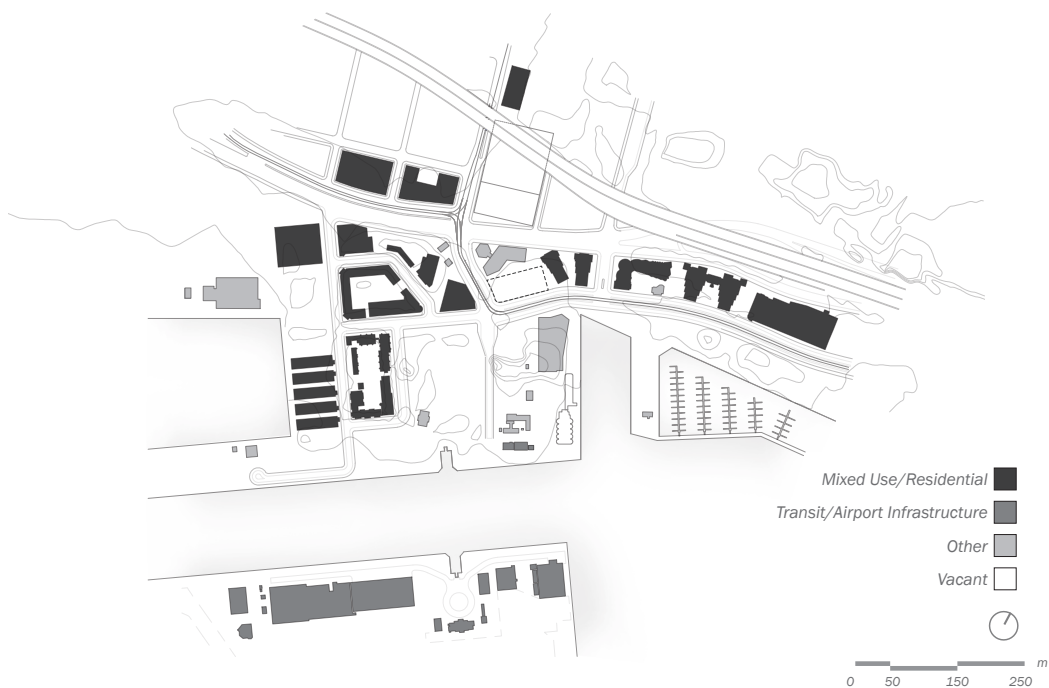 Mixed Use/Residential
Transit/Airport Infrastructure
Other
Vacant
m
0 50 150 250